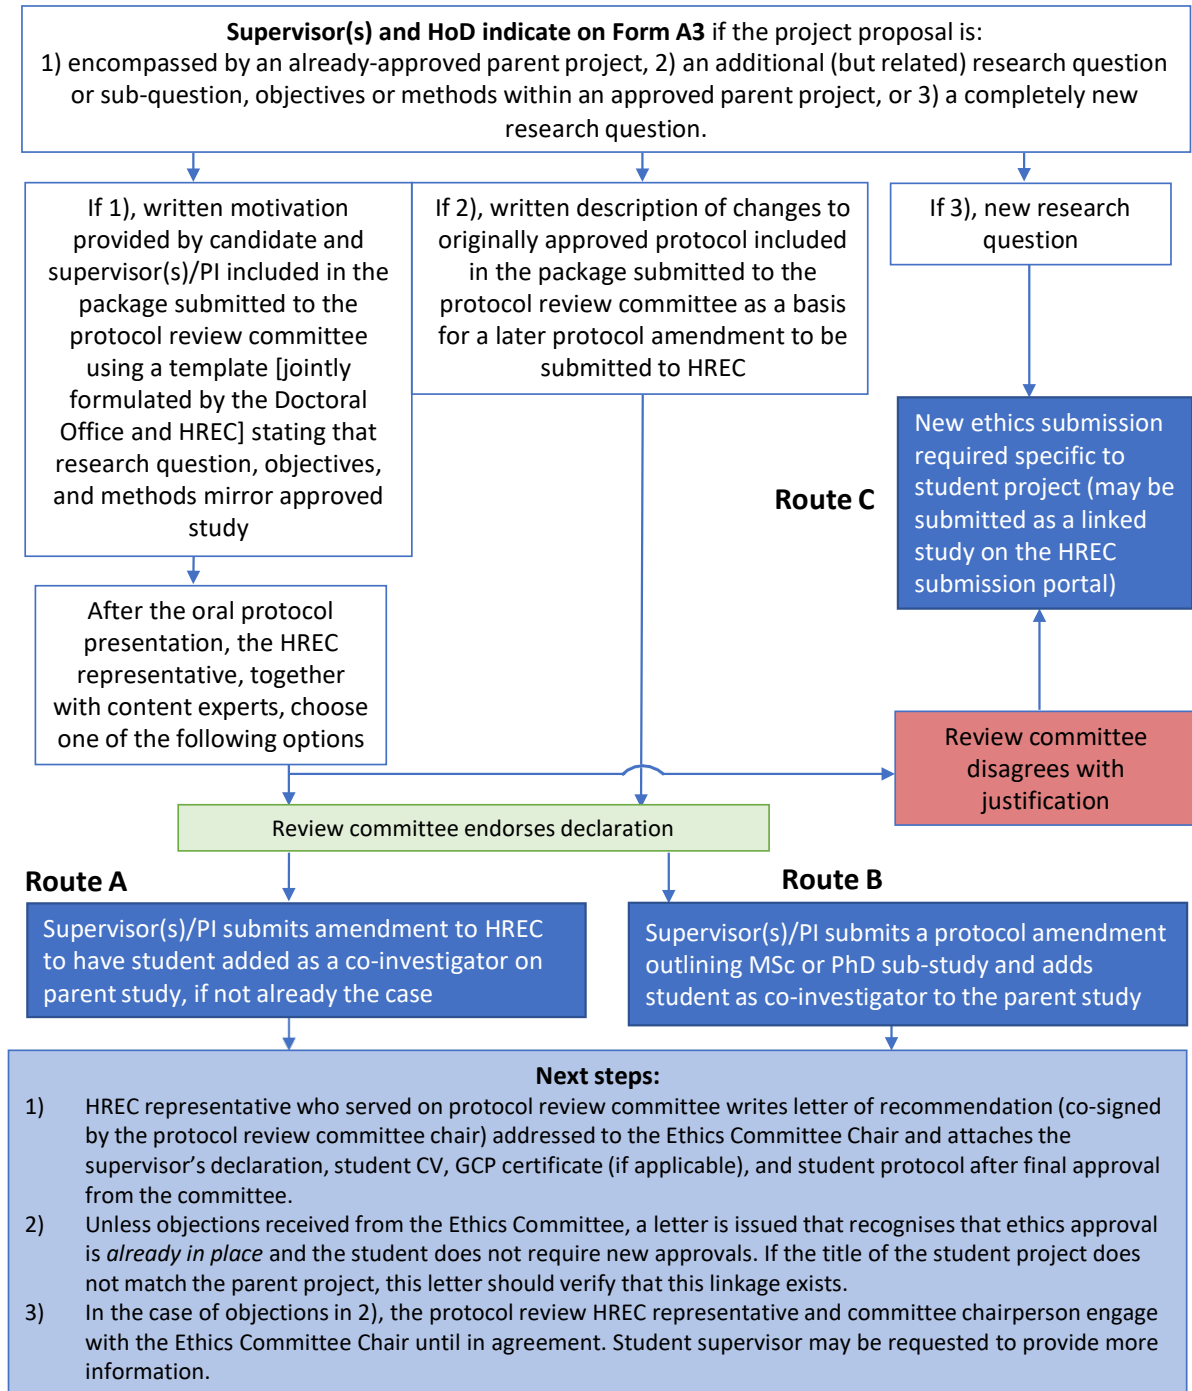 Supervisor(s) and HoD indicate on Form A3 if the project proposal is:
1) encompassed by an already-approved parent project, 2) an additional (but related) research question
or sub-question, objectives or methods within an approved parent project, or 3) a completely new
research question.
If 1), written motivation
provided by candidate and
supervisor(s)/PI included in the
package submitted to the
protocol review committee
using a template [jointly
formulated by the Doctoral
Office and HREC] stating that
research question, objectives,
and methods mirror approved
study
If 2), written description of changes to
originally approved protocol included
in the package submitted to the
protocol review committee as a basis
for a later protocol amendment to be
submitted to HREC
If 3), new research
question
Route C
New ethics submission
required specific to
student project (may be
submitted as a linked
study on the HREC
submission portal)
After the oral protocol
presentation, the HREC
representative, together
with content experts, choose
one of the following options
Review committee
disagrees with
justification
Review committee endorses declaration
Route A
Supervisor(s)/PI submits amendment to HREC
to have student added as a co-investigator on
parent study, if not already the case
Route B
Supervisor(s)/PI submits a protocol amendment
outlining MSc or PhD sub-study and adds
student as co-investigator to the parent study
Next steps:
1) HREC representative who served on protocol review committee writes letter of recommendation (co-signed
by the protocol review committee chair) addressed to the Ethics Committee Chair and attaches the
supervisor's declaration, student CV, GCP certificate (if applicable), and student protocol after final approval
from the committee.
2) Unless objections received from the Ethics Committee, a letter is issued that recognises that ethics approval
is already in place and the student does not require new approvals. If the title of the student project does
not match the parent project, this letter should verify that this linkage exists.
3) In the case of objections in 2), the protocol review HREC representative and committee chairperson engage
with the Ethics Committee Chair until in agreement. Student supervisor may be requested to provide more
information.